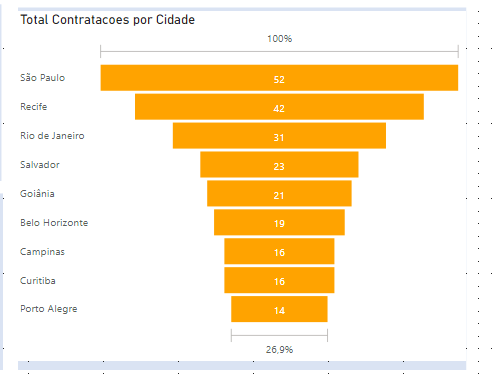 Total Contratacoes por Cidade
100%
São Paulo 52
Recife 42
Rio de Janeiro 31
Salvador 23
Goiânia 21
Belo Horizonte 19
Campinas 16
Curitiba 16
Porto Alegre 14
26,9%